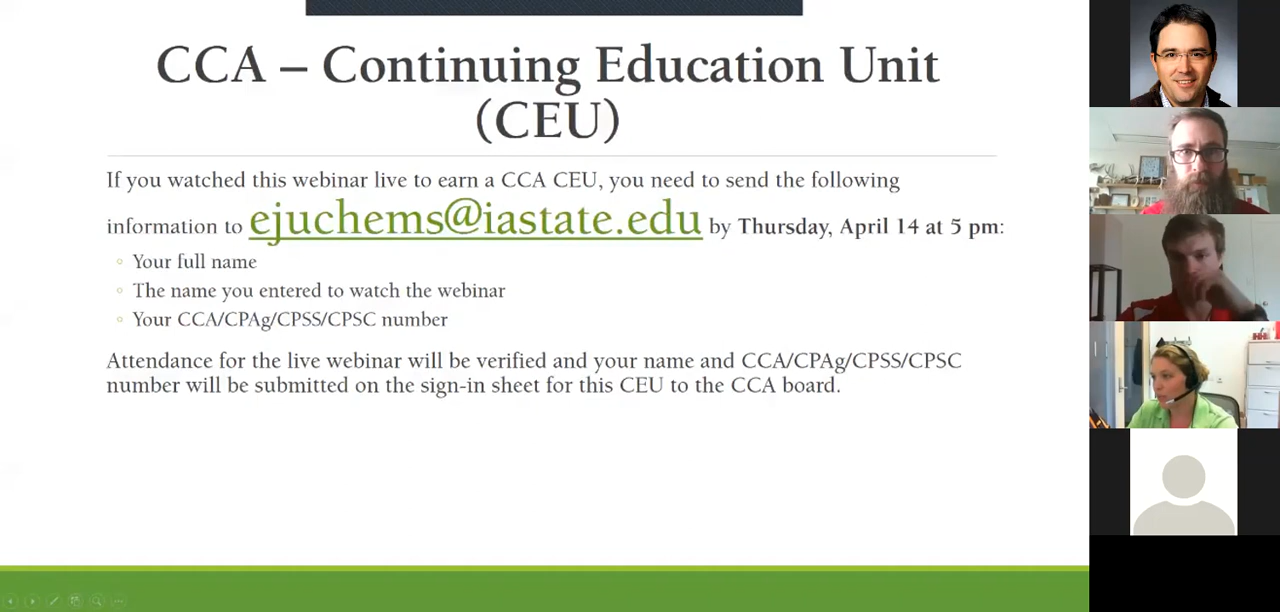 CCA – Continuing Education Unit
(CEU)
If you watched this webinar live to earn a CCA CEU, you need to send the following
information to ejuchems@iastate.edu by Thursday, April 14 at 5 pm:
Your full name
The name you entered to watch the webinar
Your CCA/CPAg/CPSS/CPSC number
Attendance for the live webinar will be verified and your name and CCA/CPAg/CPSS/CPSC
number will be submitted on the sign-in sheet for this CEU to the CCA board.